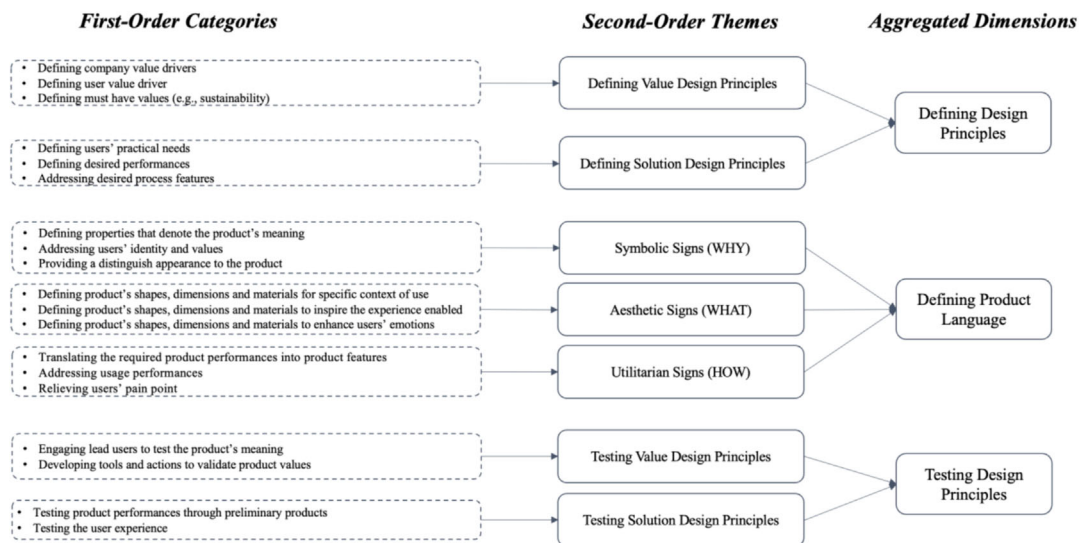 First-Order Categories
Second-Order Themes
Aggregated Dimensions
• Defining company value drivers
• Defining user value driver
• Defining must have values (e.g., sustainability)
Defining Value Design Principles
Defining Design
Principles
• Defining users' practical needs
• Defining desired performances
• Addressing desired process features
Defining Solution Design Principles
• Defining properties that denote the product's meaning
• Addressing users' identity and values
• Providing a distinguish appearance to the product
Symbolic Signs (WHY)
• Defining product's shapes, dimensions and materials for specific context of use
• Defining product's shapes, dimensions and materials to inspire the experience enabled
• Defining product's shapes, dimensions and materials to enhance users' emotions
Aesthetic Signs (WHAT)
Defining Product
Language
• Translating the required product performances into product features
• Addressing usage performances
• Relieving users' pain point
Utilitarian Signs (HOW)
• Engaging lead users to test the product's meaning
• Developing tools and actions to validate product values
Testing Value Design Principles
Testing Design
Principles
• Testing product performances through preliminary products
• Testing the user experience
Testing Solution Design Principles